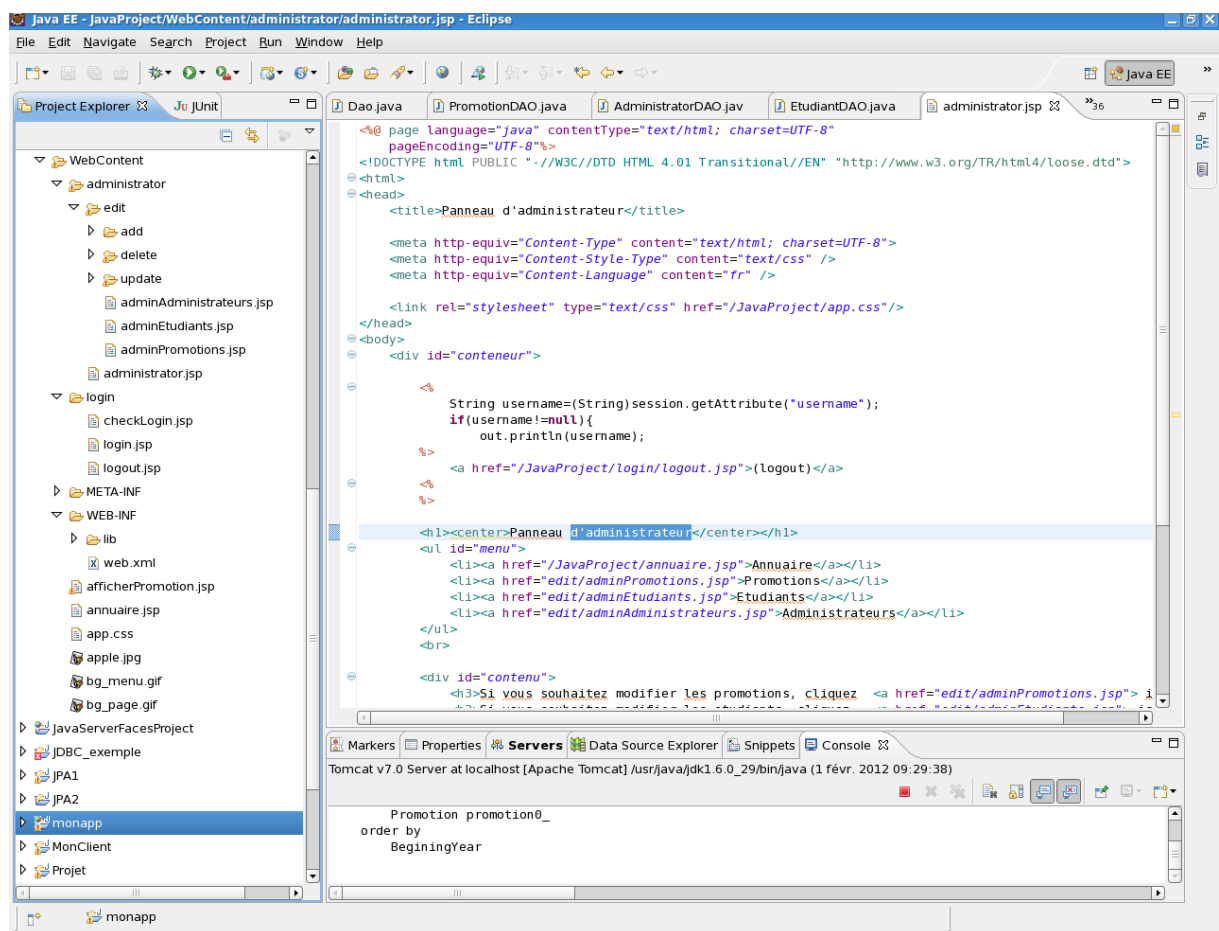 Java EE - JavaProject/WebContent/administrator/administrator.jsp - Eclipse
File Edit Navigate Search Project Run Window Help
Java EE
»
Project Explorer
Ju JUnit
WebContent
administrator
edit
add
delete
update
adminAdministrateurs.jsp
adminEtudiants.jsp
adminPromotions.jsp
administrator.jsp
login
checkLogin.jsp
login.jsp
logout.jsp
META-INF
WEB-INF
lib
web.xml
afficherPromotion.jsp
annuaire.jsp
app.css
apple.jpg
bg_menu.gif
bg_page.gif
JavaServerFacesProject
JDBC_exemple
JPA1
JPA2
monapp
MonClient
Projet
Dao.java PromotionDAO.java AdministratorDAO.jav EtudiantDAO.java administrator.jsp »36
<%@ page language="java" contentType="text/html; charset=UTF-8"
pageEncoding="UTF-8"%>
<!DOCTYPE html PUBLIC "-//W3C//DTD HTML 4.01 Transitional//EN" "http://www.w3.org/TR/html4/loose.dtd">
<html>
<head>
<title>Panneau d'administrateur</title>
<meta http-equiv="Content-Type" content="text/html; charset=UTF-8">
<meta http-equiv="Content-Style-Type" content="text/css" />
<meta http-equiv="Content-Language" content="fr" />
<link rel="stylesheet" type="text/css" href="/JavaProject/app.css"/>
</head>
<body>
<div id="conteneur">
<%
String username=(String)session.getAttribute("username");
if(username!=null){
out.println(username);
%>
<a href="/JavaProject/login/logout.jsp">(logout)</a>
<%
%>
<h1><center>Panneau d'administrateur</center></h1>
<ul id="menu">
<li><a href="/JavaProject/annuaire.jsp">Annuaire</a></li>
<li><a href="edit/adminPromotions.jsp">Promotions</a></li>
<li><a href="edit/adminEtudiants.jsp">Etudiants</a></li>
<li><a href="edit/adminAdministrateurs.jsp">Administrateurs</a></li>
</ul>
<br>
<div id="contenu">
<h3>Si vous souhaitez modifier les promotions, cliquez <a href="edit/adminPromotions.jsp"> i
Markers Properties Servers Data Source Explorer Snippets Console
Tomcat v7.0 Server at localhost [Apache Tomcat] /usr/java/jdk1.6.0_29/bin/java (1 févr. 2012 09:29:38)
Promotion promotion0_
order by
BeginingYear
monapp